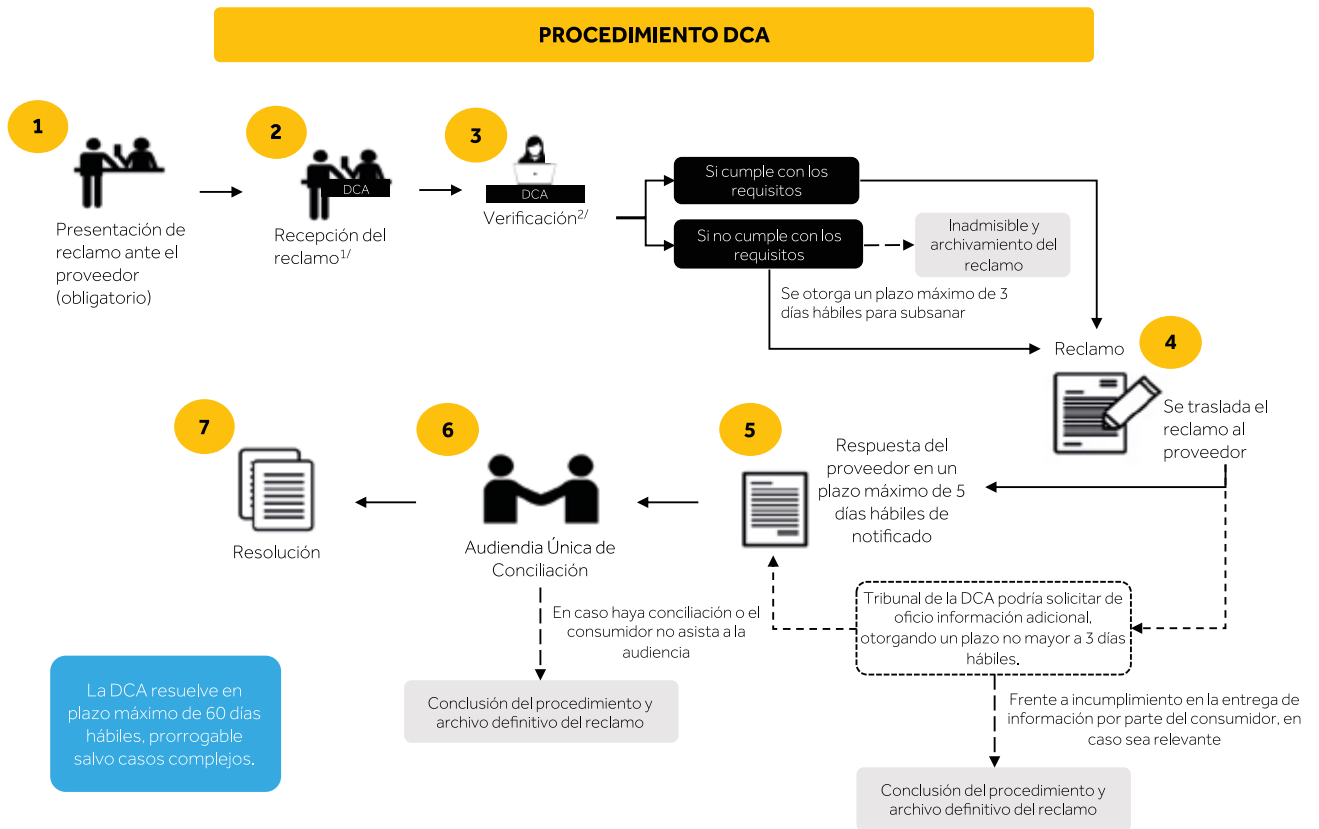 PROCEDIMIENTO DCA
1
Presentación de
reclamo ante el
proveedor
(obligatorio)
2
DCA
Recepción del
reclamo1/
3
DCA
Verificación2/
Si cumple con los
requisitos
Si no cumple con los
requisitos
Inadmisible y
archivamiento del
reclamo
Se otorga un plazo máximo de 3
días hábiles para subsanar
Reclamo
4
Se traslada el
reclamo al
proveedor
5
Respuesta del
proveedor en un
plazo máximo de 5
días hábiles de
notificado
Tribunal de la DCA podría solicitar de
oficio información adicional,
otorgando un plazo no mayor a 3 días
hábiles.
Frente a incumplimiento en la entrega de
información por parte del consumidor, en
caso sea relevante
Conclusión del procedimiento y
archivo definitivo del reclamo
6
Audiendia Única de
Conciliación
En caso haya conciliación o el
consumidor no asista a la
audiencia
Conclusión del procedimiento y
archivo definitivo del reclamo
7
Resolución
La DCA resuelve en
plazo máximo de 60 días
hábiles, prorrogable
salvo casos complejos.